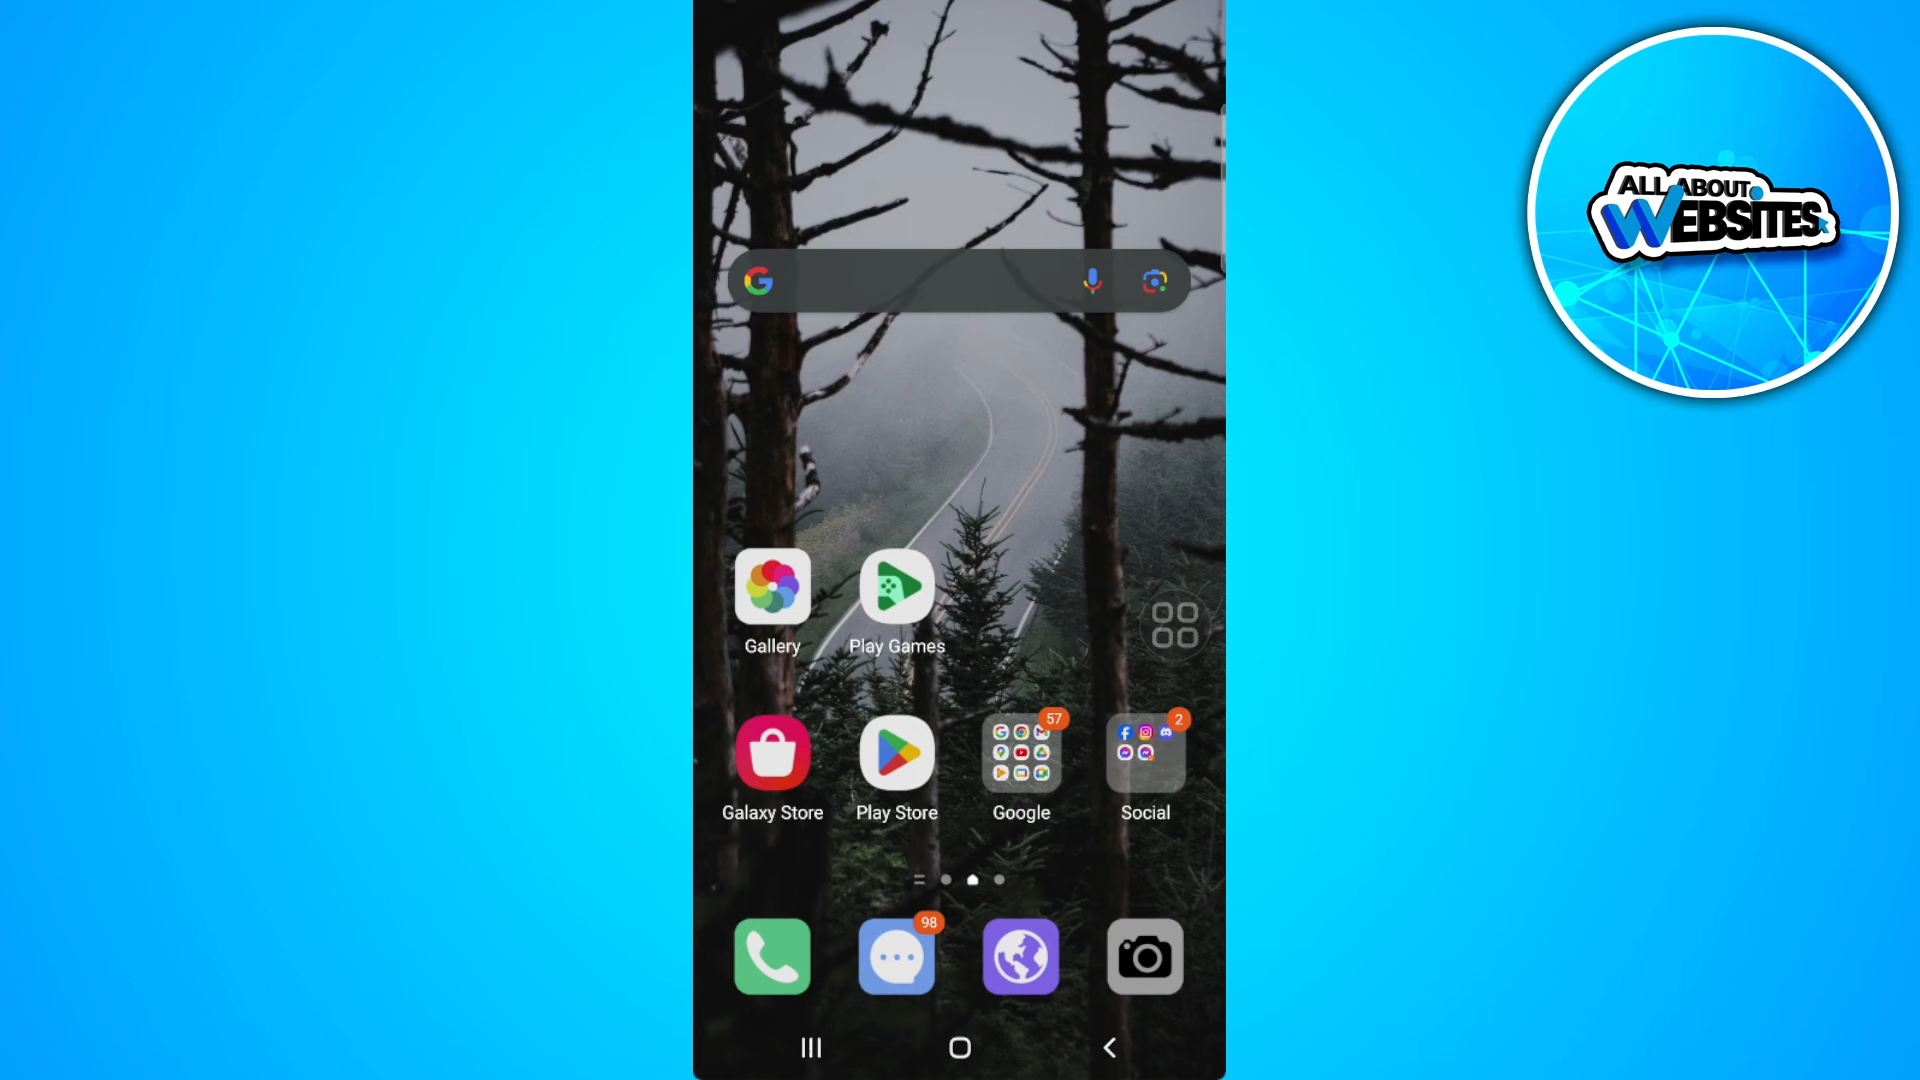 ALL ABOUT
WEBSITES
Gallery
Play Games
57
2
Galaxy Store
Play Store
Google
Social
98